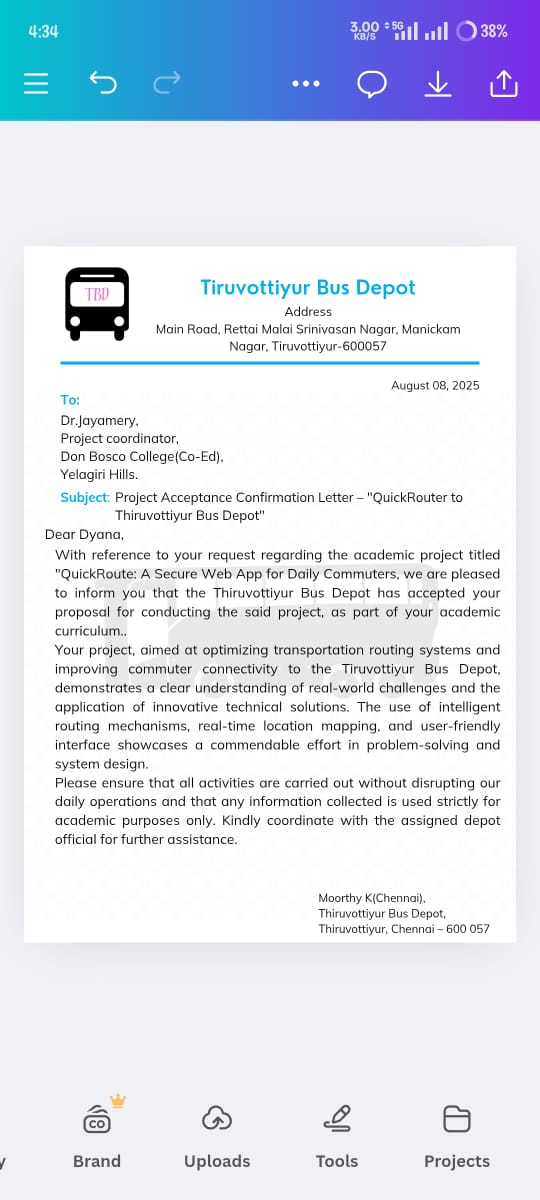 4:34
3.00 KB/S 5G 38%
TBD
Tiruvottiyur Bus Depot
Address
Main Road, Rettai Malai Srinivasan Nagar, Manickam
Nagar, Tiruvottiyur-600057
August 08, 2025
To:
Dr.Jayamery,
Project coordinator,
Don Bosco College(Co-Ed),
Yelagiri Hills.
Subject: Project Acceptance Confirmation Letter – "QuickRouter to
Thiruvottiyur Bus Depot"
Dear Dyana,
With reference to your request regarding the academic project titled
"QuickRoute: A Secure Web App for Daily Commuters, we are pleased
to inform you that the Thiruvottiyur Bus Depot has accepted your
proposal for conducting the said project, as part of your academic
curriculum..
Your project, aimed at optimizing transportation routing systems and
improving commuter connectivity to the Tiruvottiyur Bus Depot,
demonstrates a clear understanding of real-world challenges and the
application of innovative technical solutions. The use of intelligent
routing mechanisms, real-time location mapping, and user-friendly
interface showcases a commendable effort in problem-solving and
system design.
Please ensure that all activities are carried out without disrupting our
daily operations and that any information collected is used strictly for
academic purposes only. Kindly coordinate with the assigned depot
official for further assistance.
Moorthy K(Chennai),
Thiruvottiyur Bus Depot,
Thiruvottiyur, Chennai – 600 057
y
CO
Brand Uploads Tools Projects